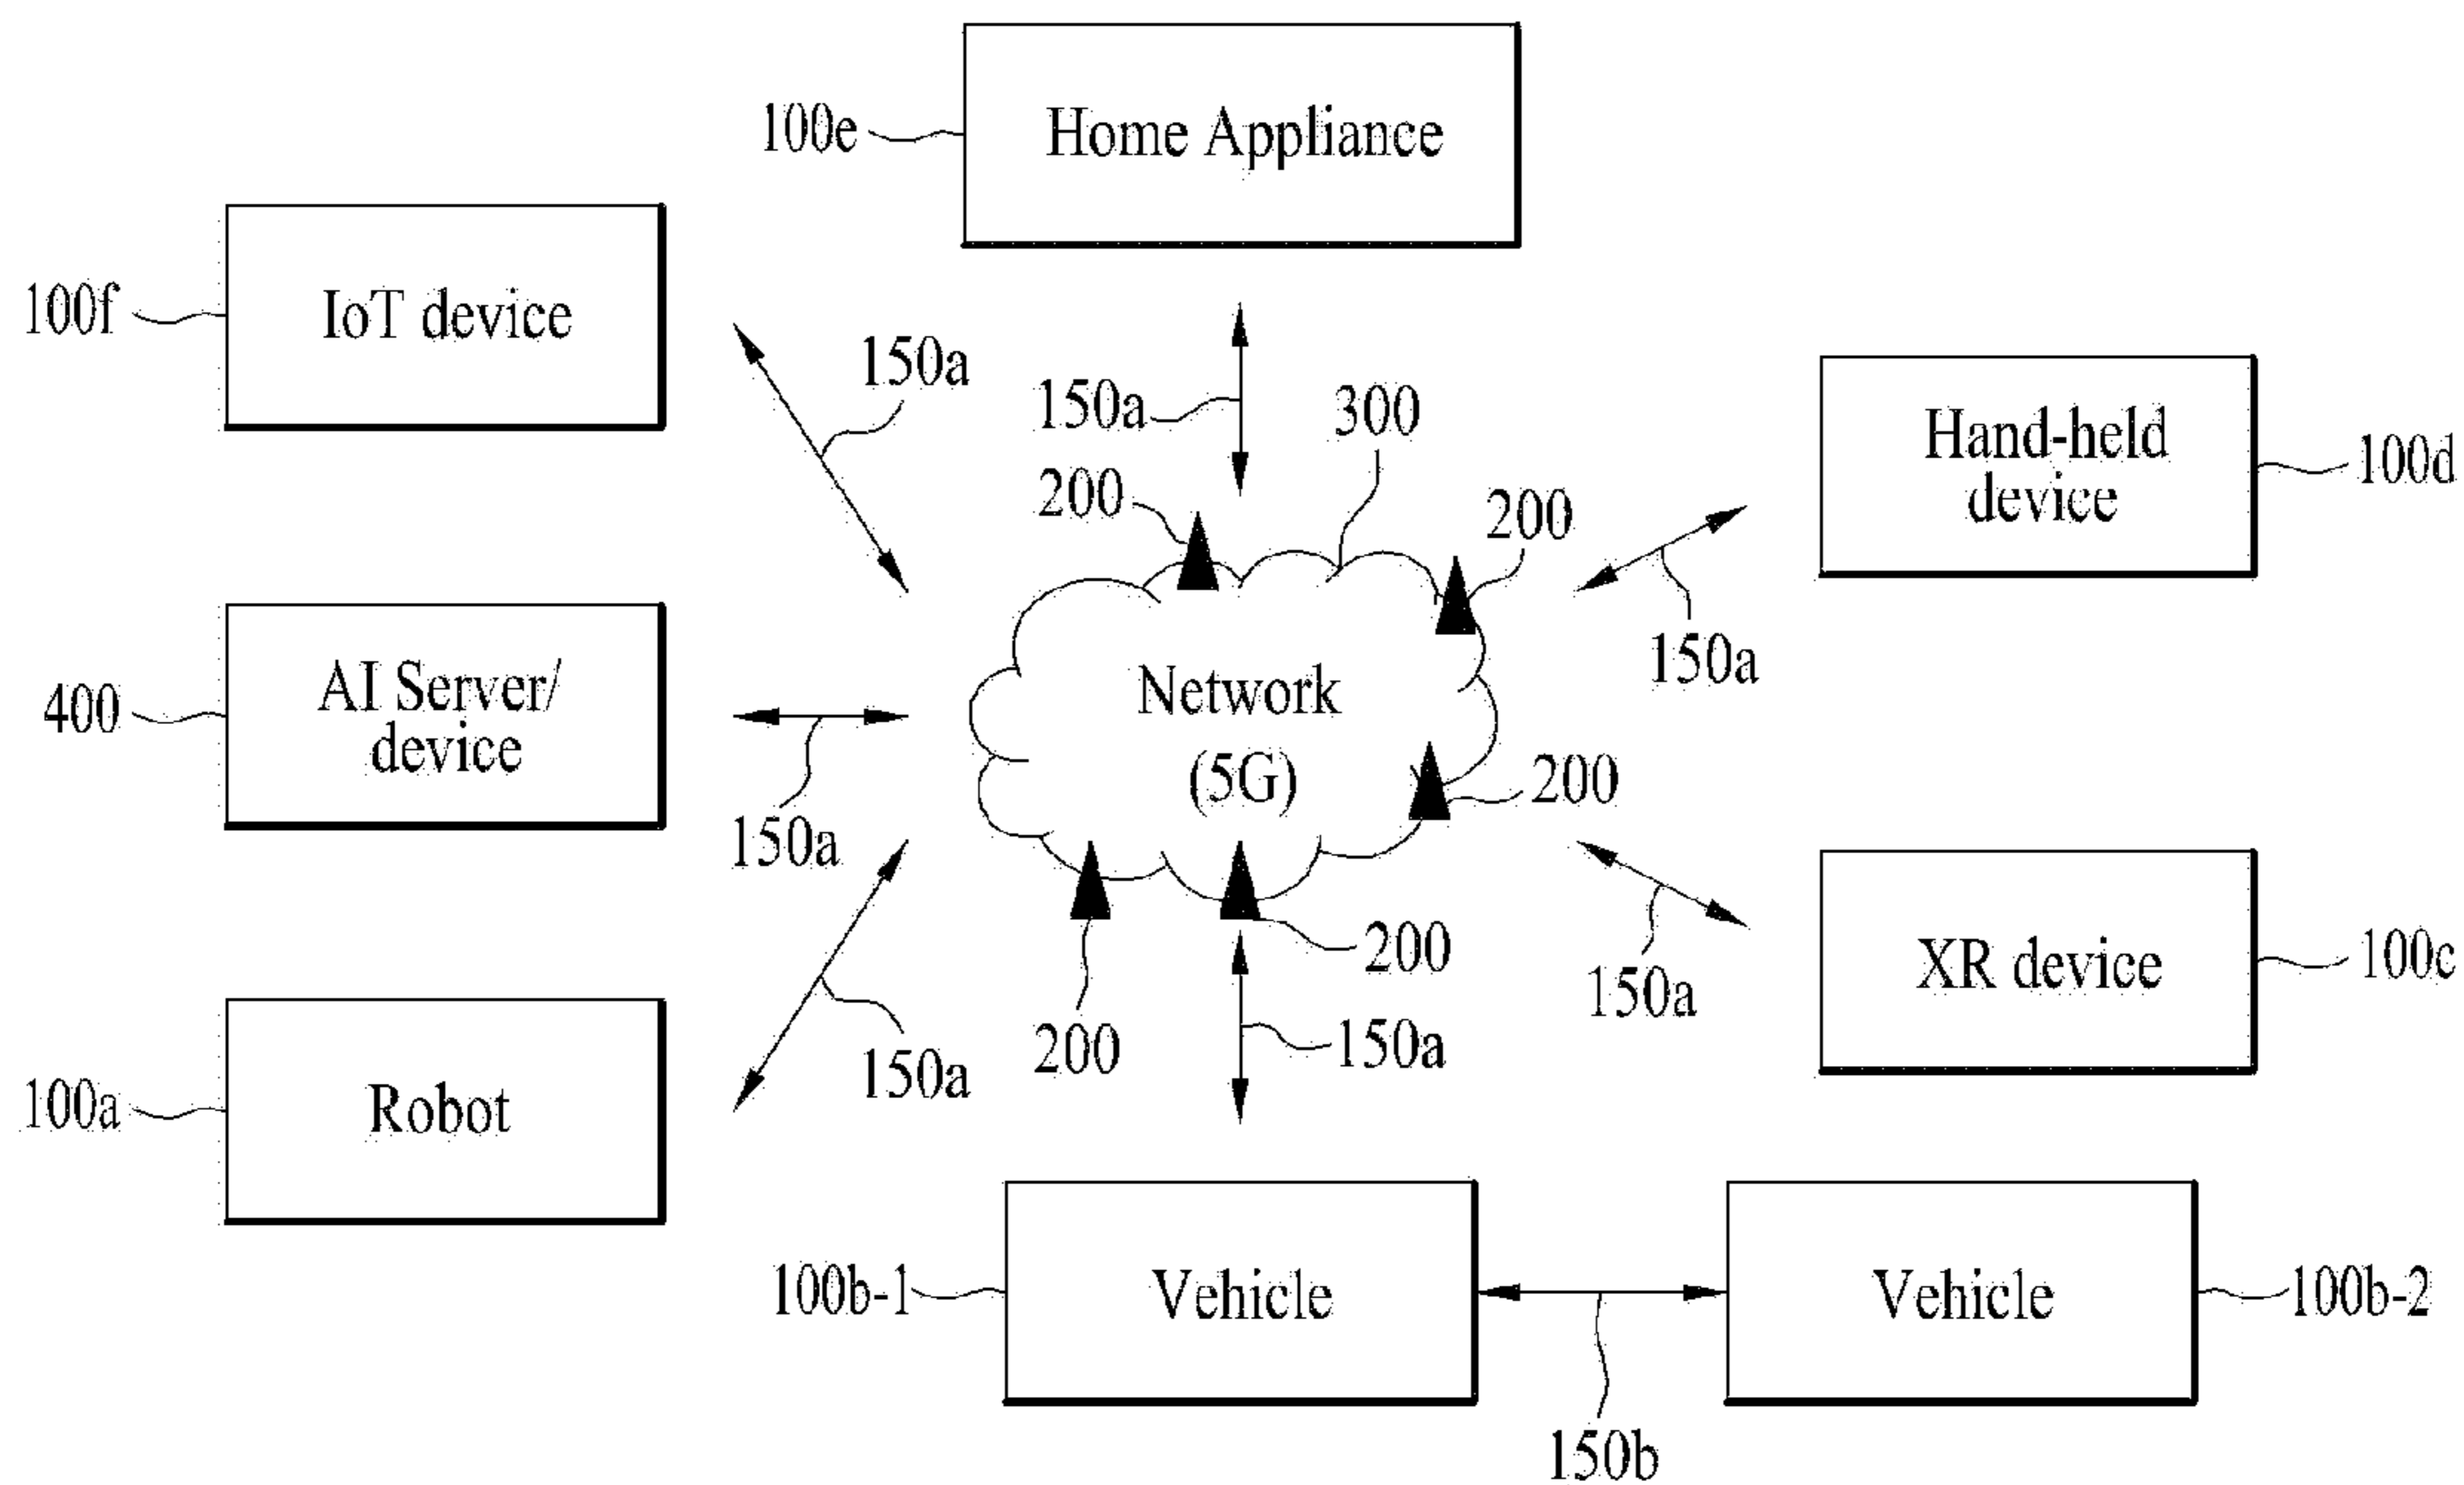 100e
Home Appliance
100f
IoT device
150a
150a
300
Hand-held
device
100d
200
200
150a
400
AI Server/
device
Network
(5G)
150a
200
200
XR device
100c
150a
100a
Robot
150a
200
150a
100b-1
Vehicle
Vehicle
100b-2
150b